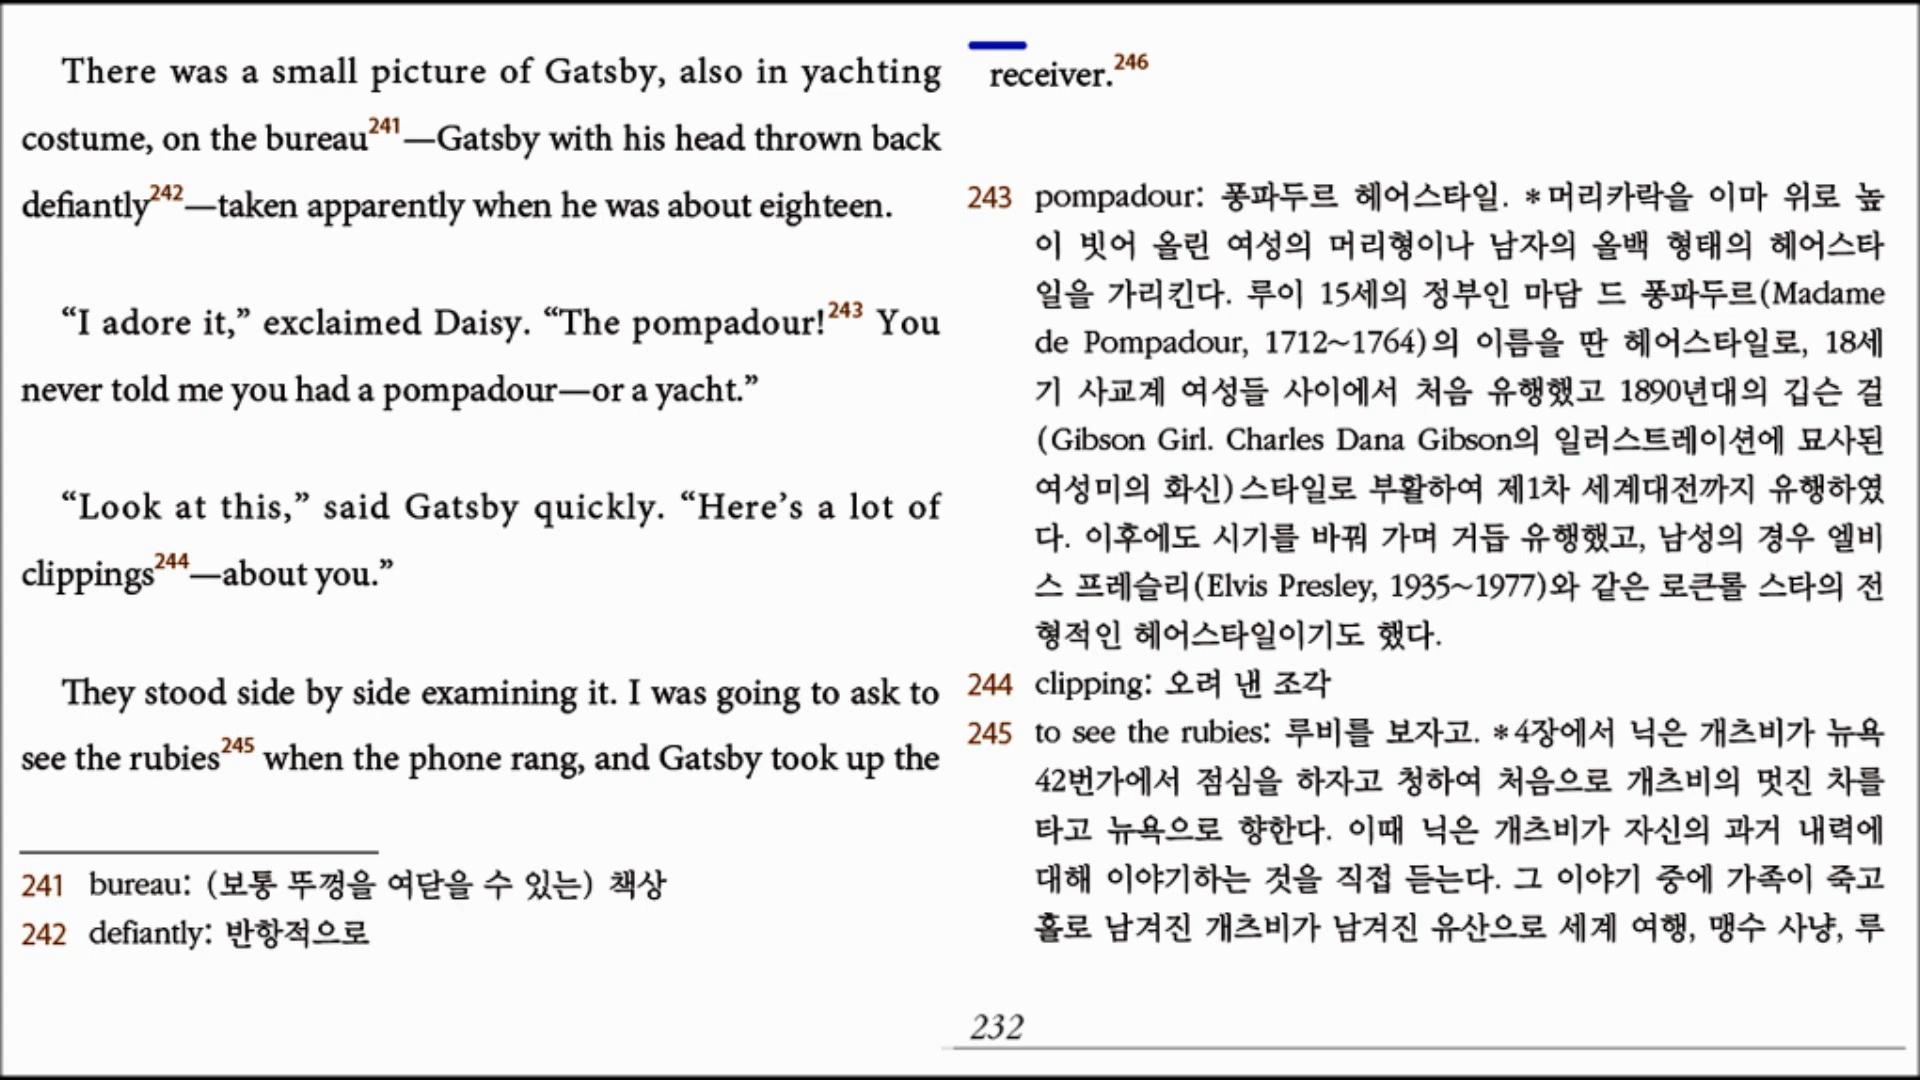 There was a small picture of Gatsby, also in yachting
costume, on the bureau241—Gatsby with his head thrown back
defiantly242—taken apparently when he was about eighteen.
“I adore it,” exclaimed Daisy. “The pompadour!243 You
never told me you had a pompadour—or a yacht.”
“Look at this,” said Gatsby quickly. “Here’s a lot of
clippings244—about you.”
They stood side by side examining it. I was going to ask to
see the rubies245 when the phone rang, and Gatsby took up the
241 bureau: (보통 뚜껑을 여닫을 수 있는) 책상
242 defiantly: 반항적으로
receiver.246
243 pompadour: 퐁파두르 헤어스타일. *머리카락을 이마 위로 높
이 빗어 올린 여성의 머리형이나 남자의 올백 형태의 헤어스타
일을 가리킨다. 루이 15세의 정부인 마담 드 퐁파두르(Madame
de Pompadour, 1712~1764)의 이름을 딴 헤어스타일로, 18세
기 사교계 여성들 사이에서 처음 유행했고 1890년대의 깁슨 걸
(Gibson Girl. Charles Dana Gibson의 일러스트레이션에 묘사된
여성미의 화신)스타일로 부활하여 제1차 세계대전까지 유행하였
다. 이후에도 시기를 바꿔 가며 거듭 유행했고, 남성의 경우 엘비
스 프레슬리(Elvis Presley, 1935~1977)와 같은 로큰롤 스타의 전
형적인 헤어스타일이기도 했다.
244 clipping: 오려 낸 조각
245 to see the rubies: 루비를 보자고. *4장에서 닉은 개츠비가 뉴욕
42번가에서 점심을 하자고 청하여 처음으로 개츠비의 멋진 차를
타고 뉴욕으로 향한다. 이때 닉은 개츠비가 자신의 과거 내력에
대해 이야기하는 것을 직접 듣는다. 그 이야기 중에 가족이 죽고
홀로 남겨진 개츠비가 남겨진 유산으로 세계 여행, 맹수 사냥, 루
232